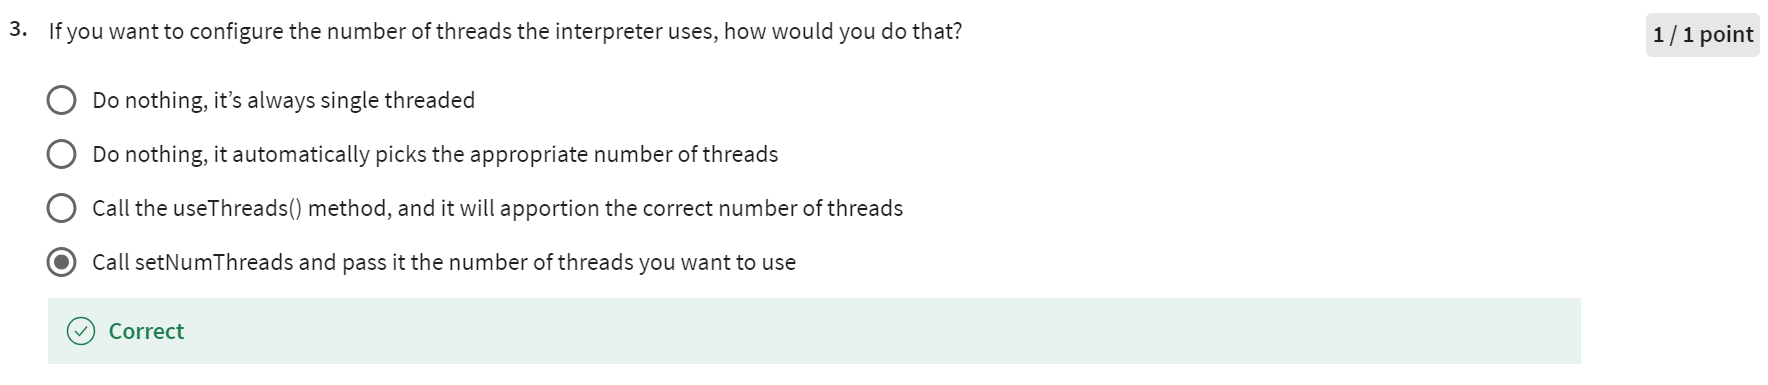 3. If you want to configure the number of threads the interpreter uses, how would you do that?
1 / 1 point
Do nothing, it’s always single threaded
Do nothing, it automatically picks the appropriate number of threads
Call the useThreads() method, and it will apportion the correct number of threads
Call setNumThreads and pass it the number of threads you want to use
Correct